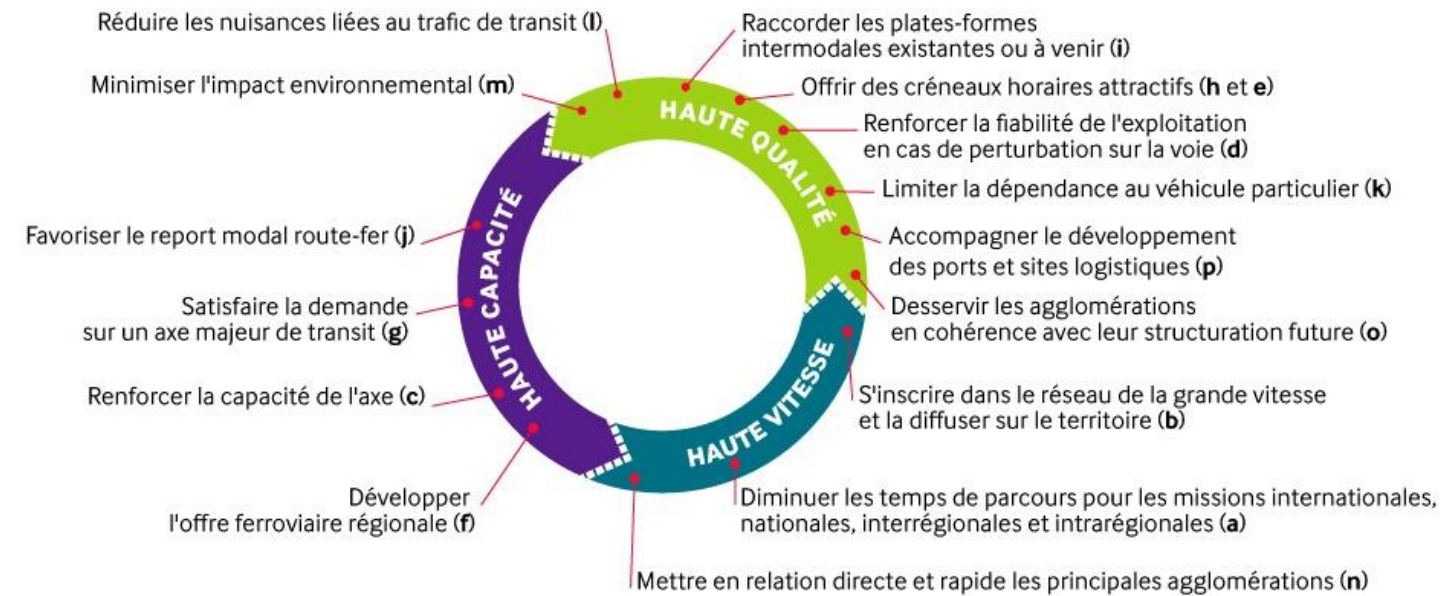 Réduire les nuisances liées au trafic de transit (l)
Minimiser l'impact environnemental (m)
Raccorder les plates-formes
intermodales existantes ou à venir (i)
Offrir des créneaux horaires attractifs (h et e)
Renforcer la fiabilité de l'exploitation
en cas de perturbation sur la voie (d)
Limiter la dépendance au véhicule particulier (k)
Accompagner le développement
des ports et sites logistiques (p)
Desservir les agglomérations
en cohérence avec leur structuration future (o)
HAUTE QUALITÉ
Favoriser le report modal route-fer (j)
Satisfaire la demande
sur un axe majeur de transit (g)
Renforcer la capacité de l'axe (c)
Développer
l'offre ferroviaire régionale (f)
HAUTE CAPACITÉ
HAUTE VITESSE
S'inscrire dans le réseau de la grande vitesse
et la diffuser sur le territoire (b)
Diminuer les temps de parcours pour les missions internationales,
nationales, interrégionales et intrarégionales (a)
Mettre en relation directe et rapide les principales agglomérations (n)